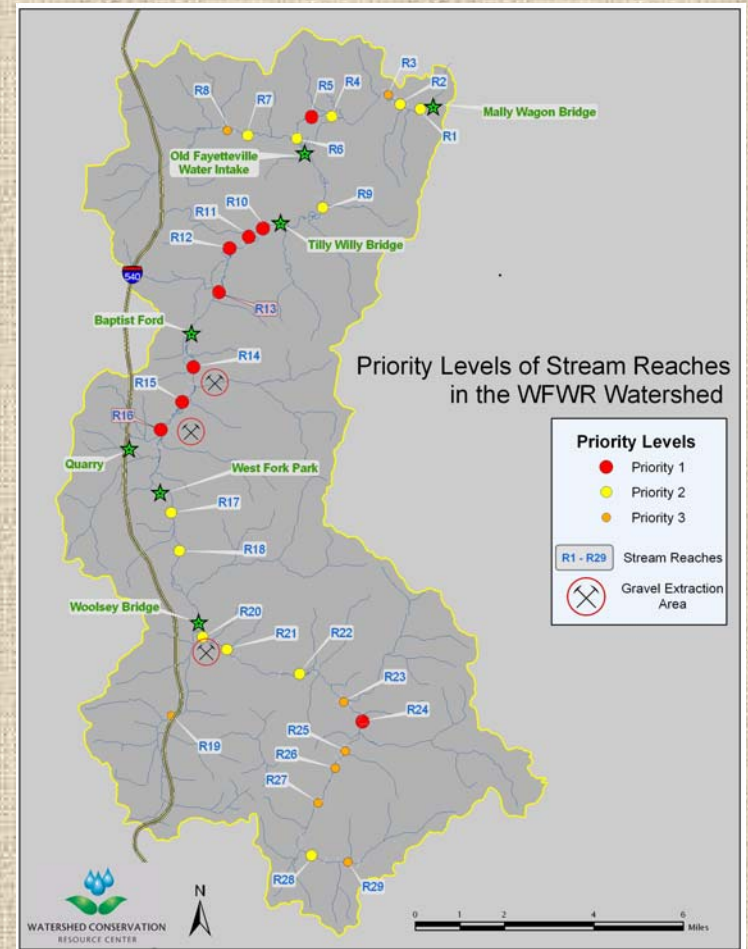 R3
R5
R4
R2
R8
R7
Mally Wagon Bridge
R1
R6
Old Fayetteville
Water Intake
R9
R10
R11
R12
Tilly Willy Bridge
540
R13
Baptist Ford
R14
Priority Levels of Stream Reaches
in the WFWR Watershed
R15
R16
Quarry
West Fork Park
R17
R18
Priority Levels
Priority 1
Priority 2
Priority 3
R1 - R29 Stream Reaches
Gravel Extraction
Area
Woolsey Bridge
R20
R21
R22
R23
R24
R25
R19
R26
R27
R28
R29
WATERSHED CONSERVATION
RESOURCE CENTER
N
0 1 2 4 6
Miles